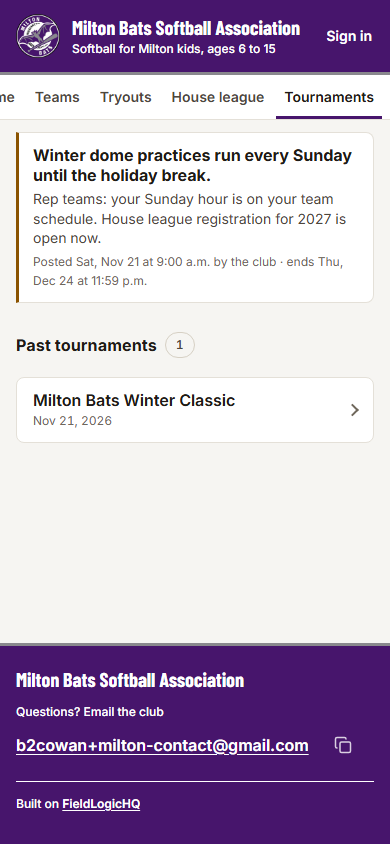 Milton Bats Softball Association
Softball for Milton kids, ages 6 to 15
Sign in
me
Teams
Tryouts
House league
Tournaments
Winter dome practices run every Sunday
until the holiday break.
Rep teams: your Sunday hour is on your team
schedule. House league registration for 2027 is
open now.
Posted Sat, Nov 21 at 9:00 a.m. by the club · ends Thu,
Dec 24 at 11:59 p.m.
Past tournaments 1
Milton Bats Winter Classic
Nov 21, 2026
Milton Bats Softball Association
Questions? Email the club
b2cowan+milton-contact@gmail.com
Built on FieldLogicHQ